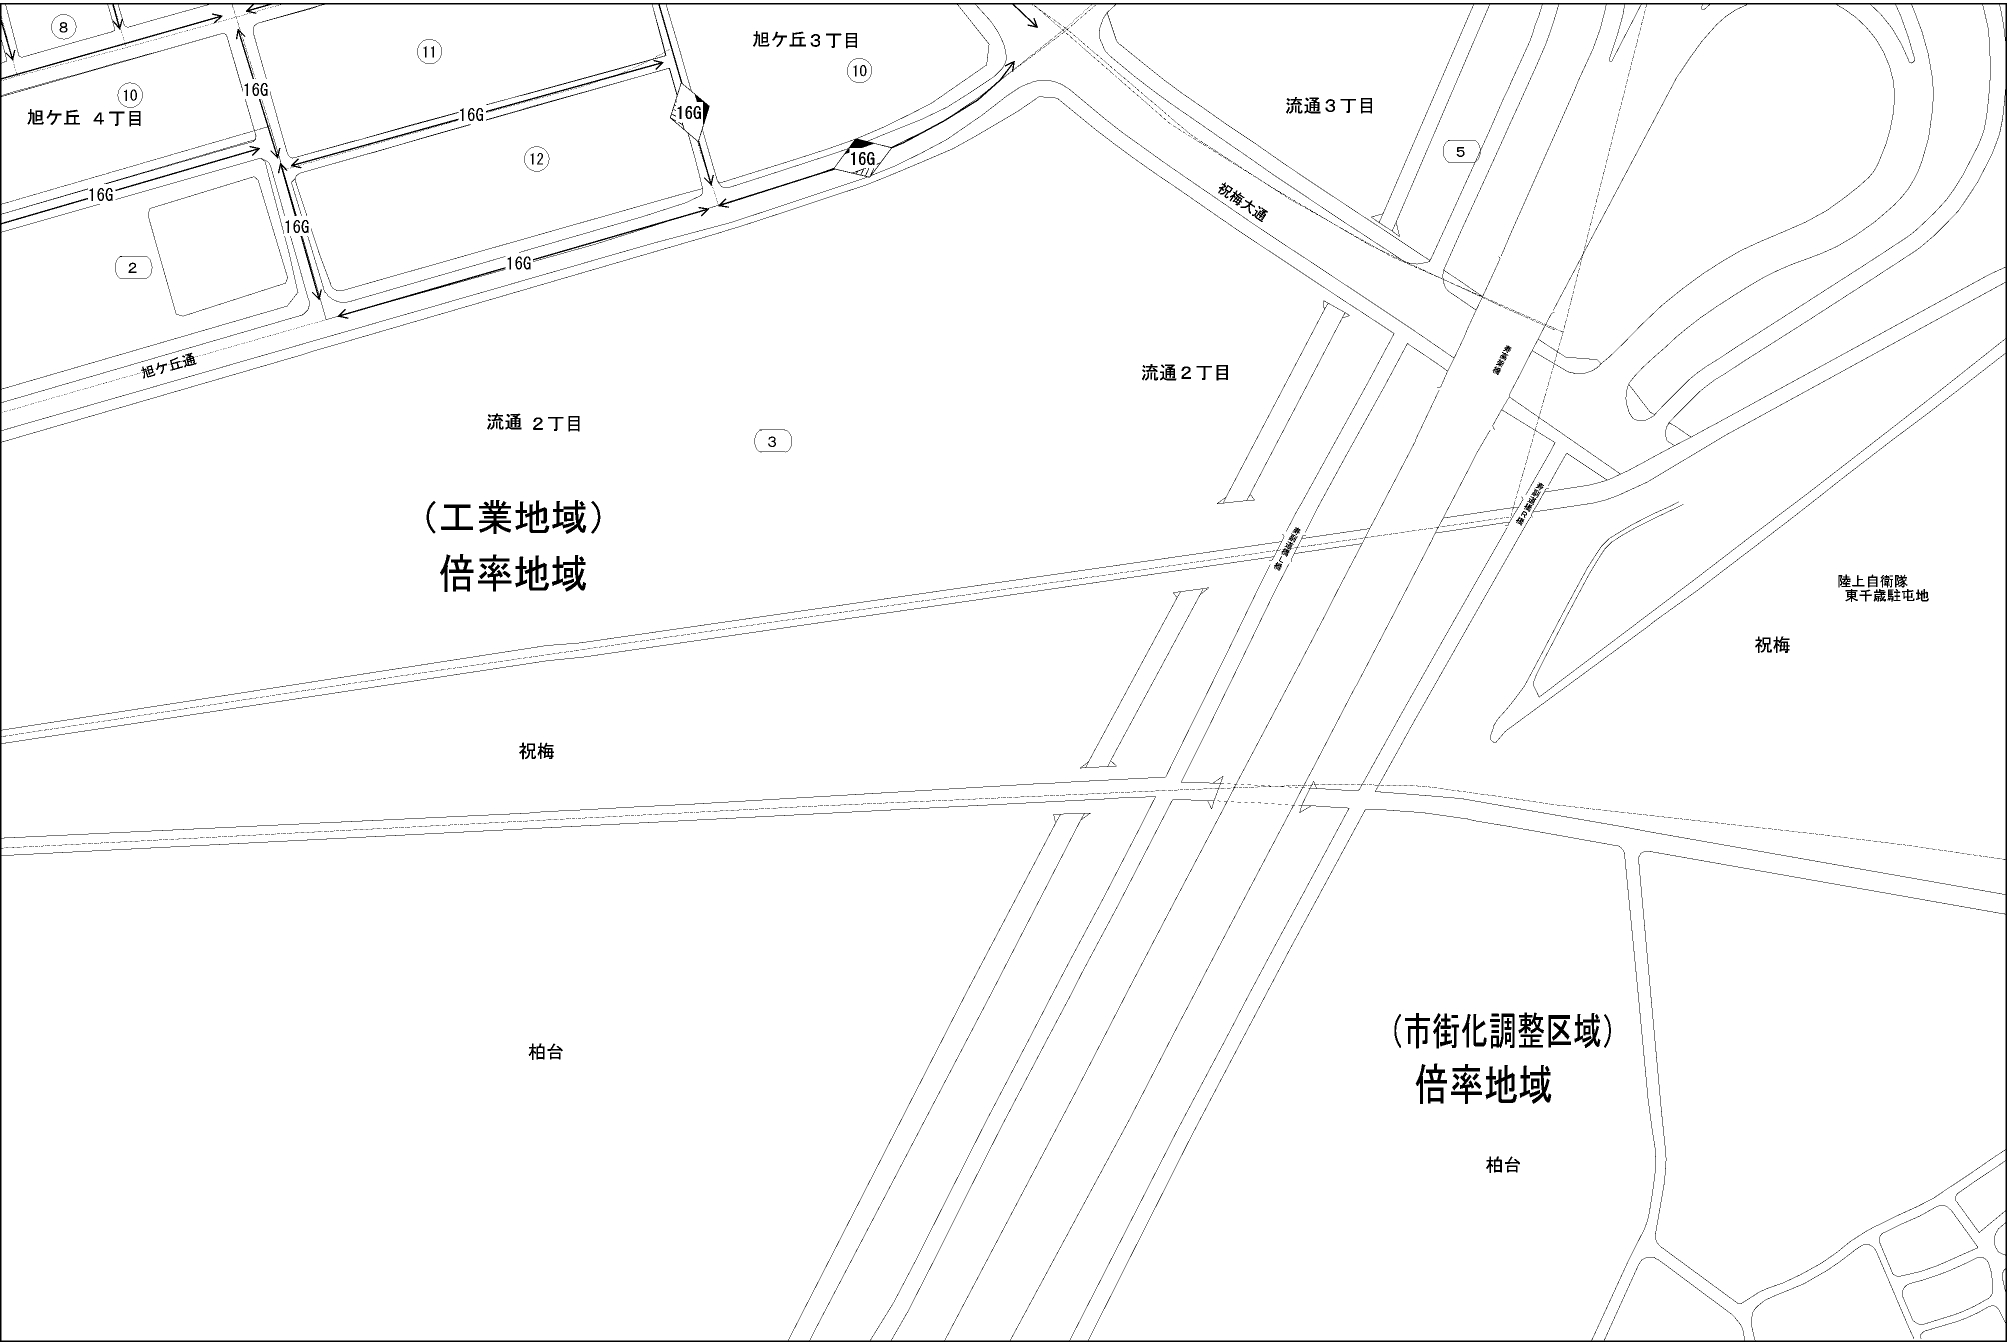 8
11
旭ケ丘３丁目
10
10
16G
旭ケ丘 ４丁目
流通３丁目
16G
16G
12
5
16G
16G
祝梅大通
16G
2
16G
旭ケ丘通
流通２丁目
流通 ２丁目
3
（工業地域）
倍率地域
陸上自衛隊
東千歳駐屯地
祝梅
祝梅
（市街化調整区域）
倍率地域
柏台
柏台